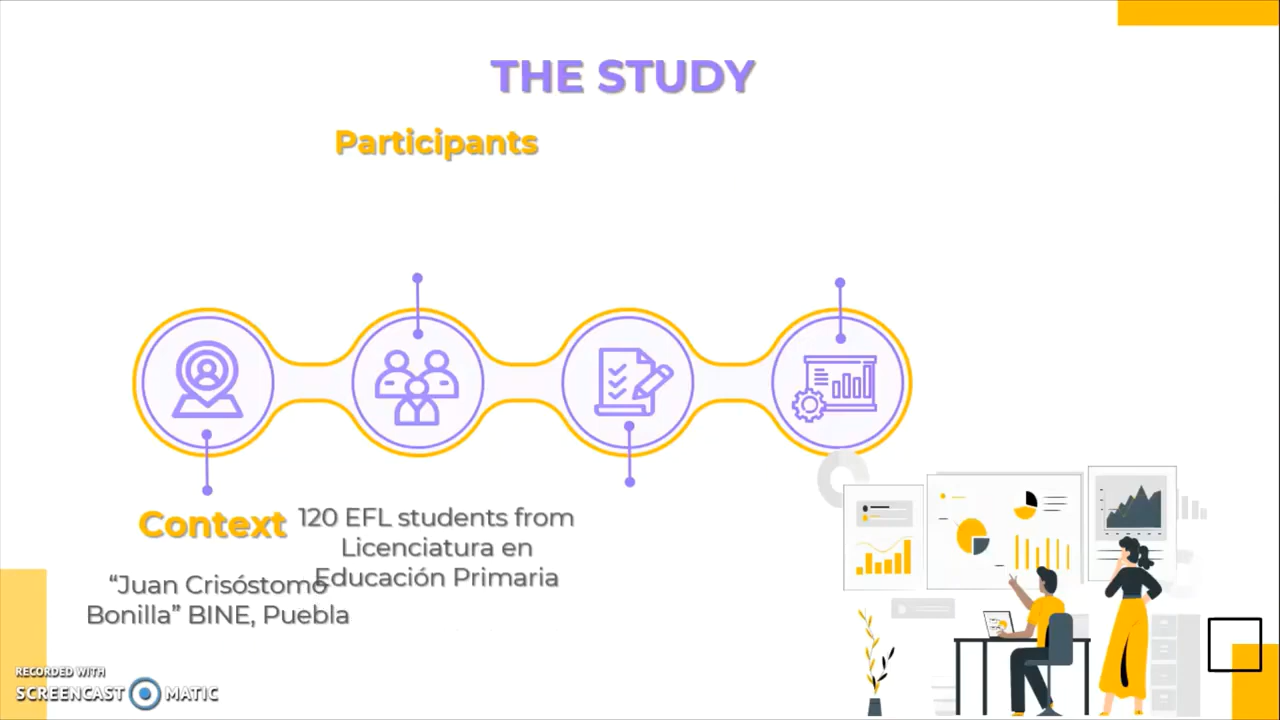 THE STUDY
Participants
Context
120 EFL students from
Licenciatura en
Educación Primaria
“Juan Crisóstomo
Bonilla” BINE, Puebla
RECORDED WITH
SCREENCAST MATIC